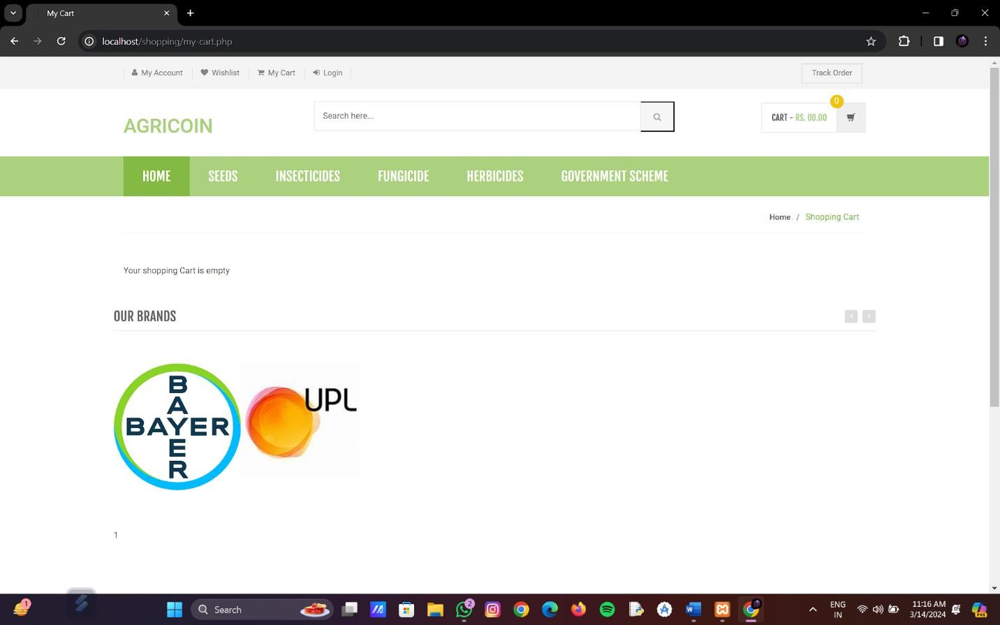 My Cart
localhost/shopping/my-cart.php
My Account Wishlist My Cart Login Track Order
0
AGRICOIN Search here... CART - RS. 00.00
HOME SEEDS INSECTICIDES FUNGICIDE HERBICIDES GOVERNMENT SCHEME
Home / Shopping Cart
Your shopping Cart is empty
OUR BRANDS
BAYER
BAYER
UPL
1
1 Search 2 ENG 11:16 AM
IN 3/14/2024 PRE